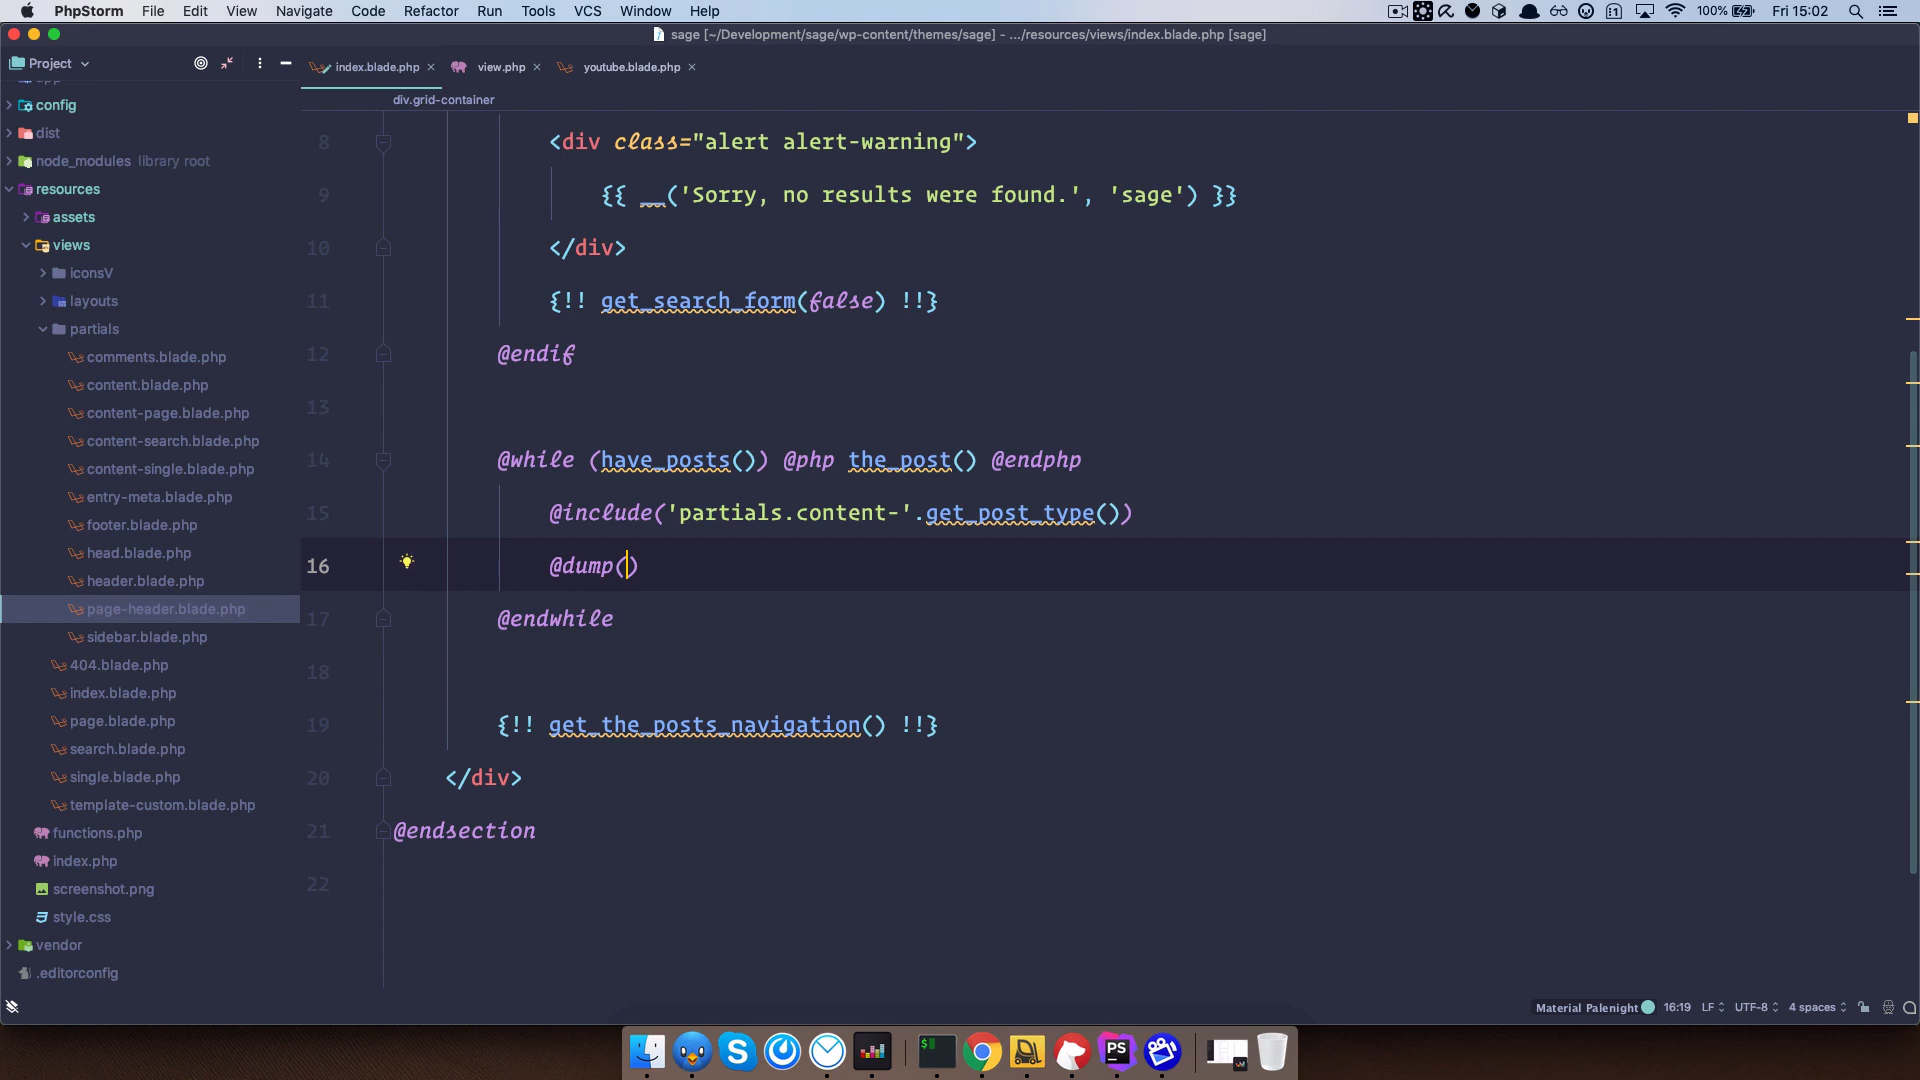 PhpStorm File Edit View Navigate Code Refactor Run Tools VCS Window Help 100% Fri 15:02
sage [~/Development/sage/wp-content/themes/sage] - .../resources/views/index.blade.php [sage]
Project
index.blade.php view.php youtube.blade.php
div.grid-container
app
config
dist
node_modules library root
resources
assets
views
iconsV
layouts
partials
comments.blade.php
content.blade.php
content-page.blade.php
content-search.blade.php
content-single.blade.php
entry-meta.blade.php
footer.blade.php
head.blade.php
header.blade.php
page-header.blade.php
sidebar.blade.php
404.blade.php
index.blade.php
page.blade.php
search.blade.php
single.blade.php
template-custom.blade.php
functions.php
index.php
screenshot.png
style.css
vendor
.editorconfig
8 <div class="alert alert-warning">
9 {{ __('Sorry, no results were found.', 'sage') }}
10 </div>
11 {!! get_search_form(false) !!}
12 @endif
13
14 @while (have_posts()) @php the_post() @endphp
15 @include('partials.content-'.get_post_type())
16 @dump()
17 @endwhile
18
19 {!! get_the_posts_navigation() !!}
20 </div>
21 @endsection
22
Material Palenight 16:19 LF UTF-8 4 spaces
$
PS